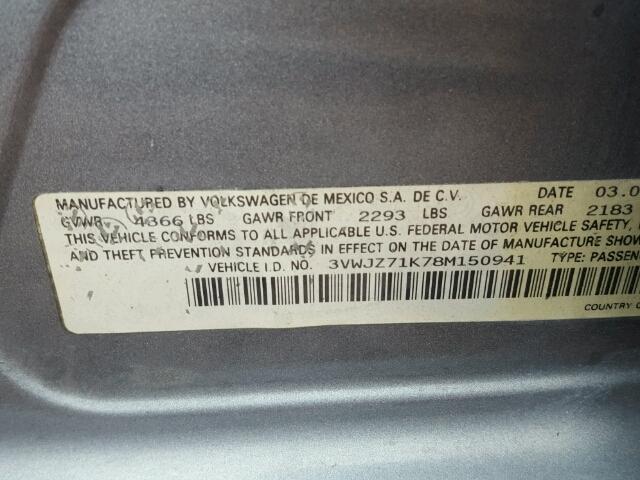 MANUFACTURED BY VOLKSWAGEN DE MEXICO S.A. DE C.V. DATE 03.0
GVWR 4366 LBS GAWR FRONT 2293 LBS GAWR REAR 2183
THIS VEHICLE CONFORMS TO ALL APPLICABLE U.S. FEDERAL MOTOR VEHICLE SAFETY,
AND THEFT PREVENTION STANDARDS IN EFFECT ON THE DATE OF MANUFACTURE SHOW
VEHICLE I.D. NO. 3VWJZ71K78M150941 TYPE: PASSEN
COUNTRY O